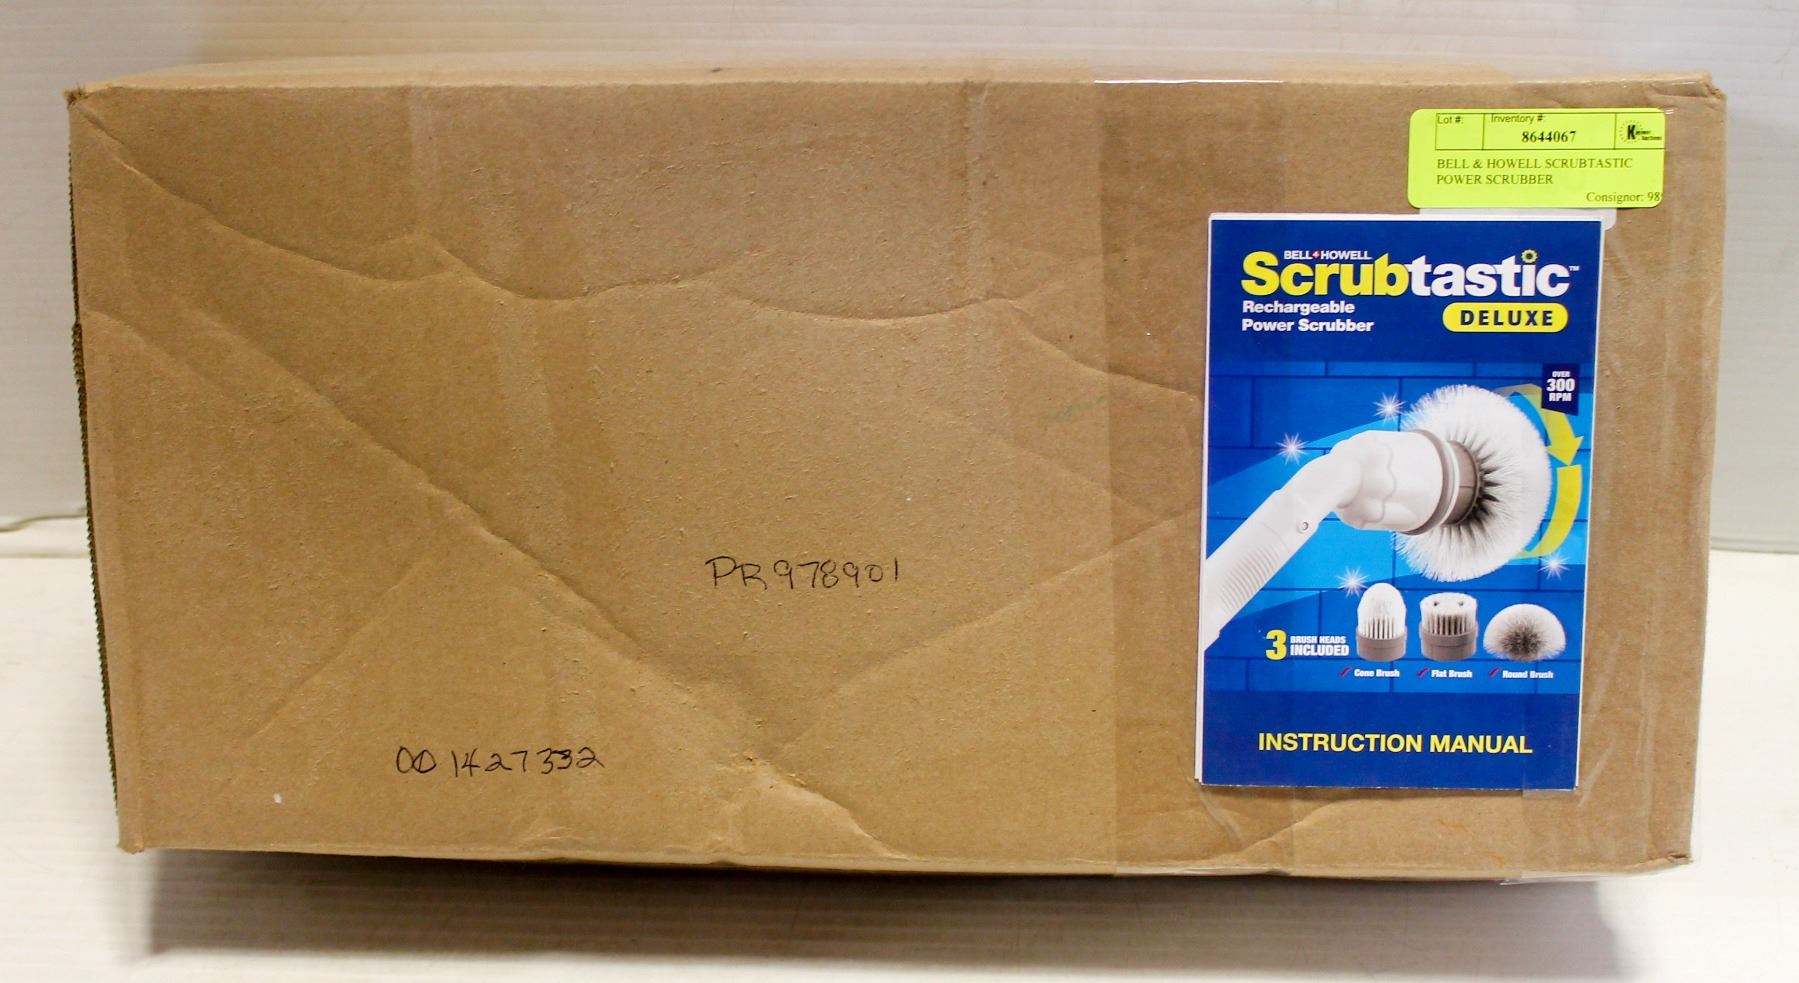 Lot #: Inventory #:
8644067
BELL & HOWELL SCRUBTASTIC
POWER SCRUBBER
Consignor: 98
BELL+HOWELL
Scrubtastic™
Rechargeable
Power Scrubber
DELUXE
OVER
300
RPM
3 BRUSH HEADS
INCLUDED
Cone Brush Flat Brush Round Brush
INSTRUCTION MANUAL
PR978901
001427332